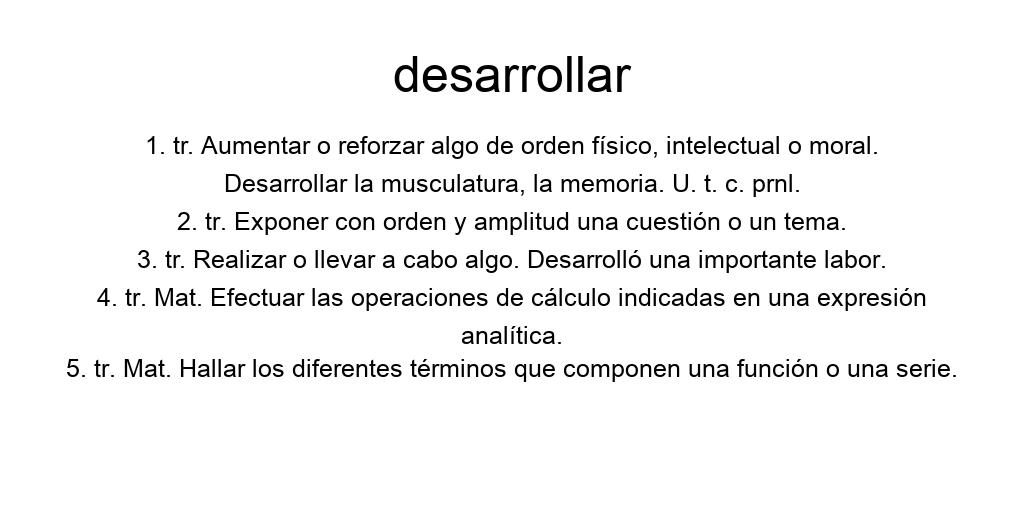 desarrollar
1. tr. Aumentar o reforzar algo de orden físico, intelectual o moral.
Desarrollar la musculatura, la memoria. U. t. c. prnl.
2. tr. Exponer con orden y amplitud una cuestión o un tema.
3. tr. Realizar o llevar a cabo algo. Desarrolló una importante labor.
4. tr. Mat. Efectuar las operaciones de cálculo indicadas en una expresión
analítica.
5. tr. Mat. Hallar los diferentes términos que componen una función o una serie.